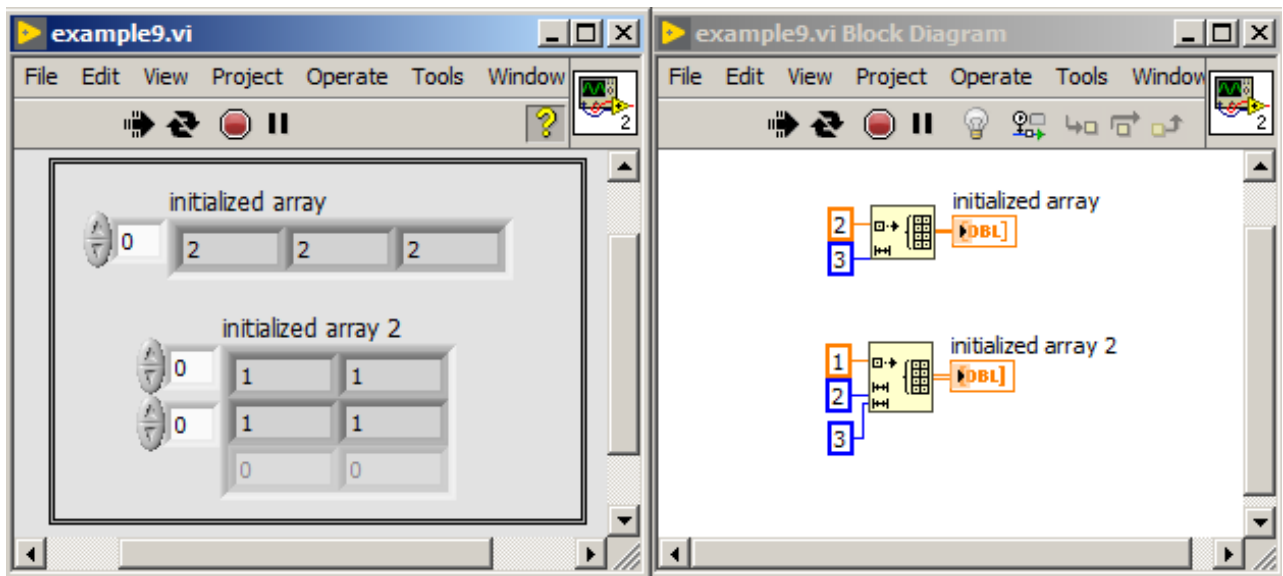 example9.vi
File Edit View Project Operate Tools Window
2
initialized array
0 2 2 2
initialized array 2
0 1 1
0 1 1
0 0
example9.vi Block Diagram
File Edit View Project Operate Tools Window
2
initialized array
2 DBL]
3
initialized array 2
1 DBL]
2
3